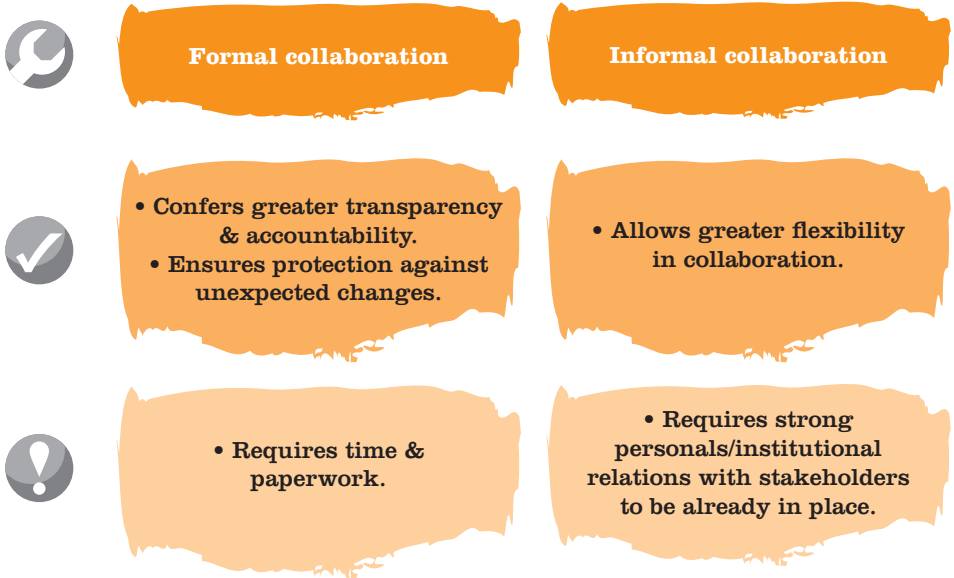 Formal collaboration
Informal collaboration
• Confers greater transparency
& accountability.
• Ensures protection against
unexpected changes.
• Allows greater flexibility
in collaboration.
• Requires time &
paperwork.
• Requires strong
personals/institutional
relations with stakeholders
to be already in place.